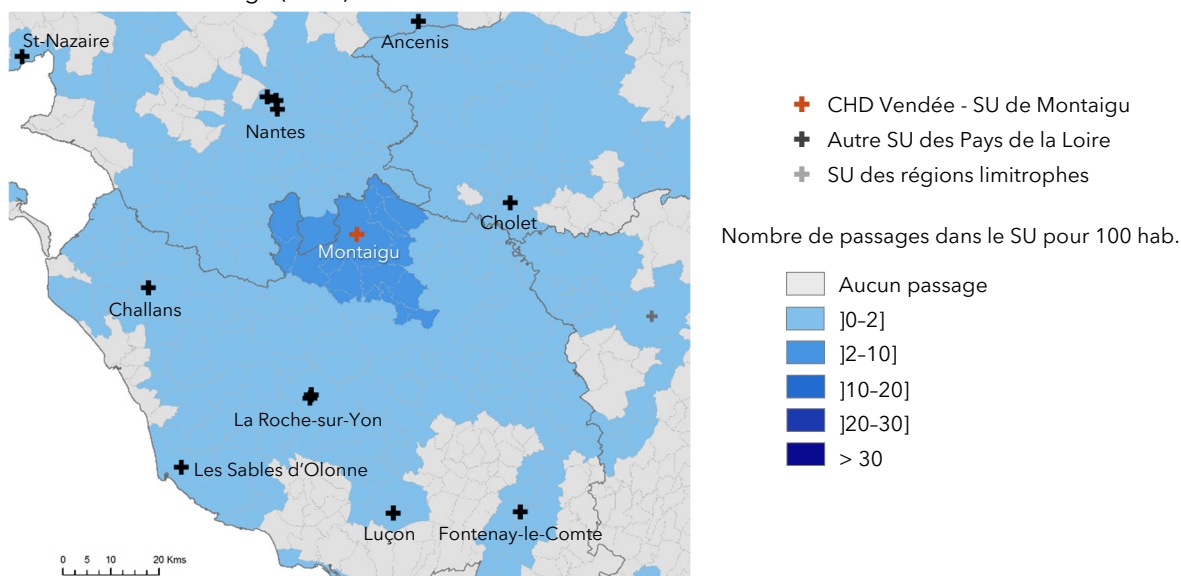 St-Nazaire
Ancenis
Nantes
Cholet
Montaigu
Challans
La Roche-sur-Yon
Les Sables d'Olonne
Luçon
Fontenay-le-Comte
0 5 10 20 Kms
CHD Vendée - SU de Montaigu
Autre SU des Pays de la Loire
SU des régions limitrophes
Nombre de passages dans le SU pour 100 hab.
Aucun passage
]0–2]
]2–10]
]10–20]
]20–30]
> 30